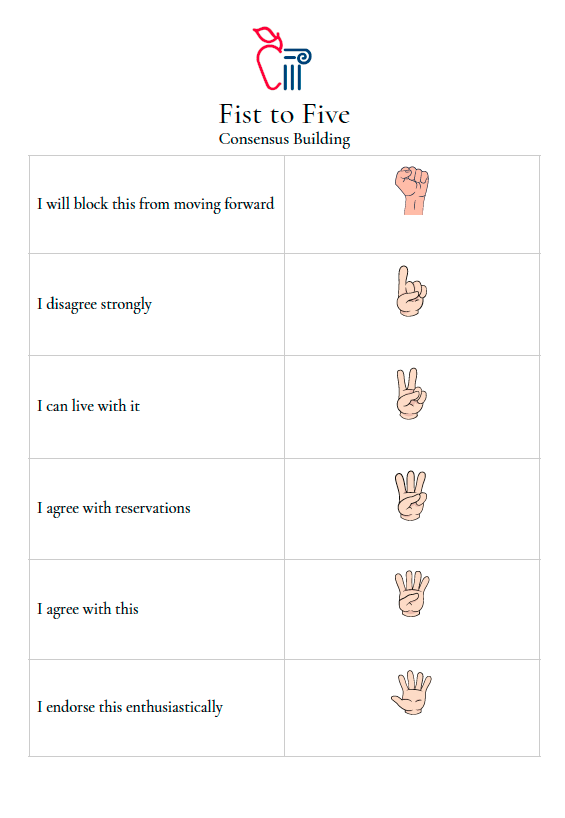 Fist to Five
Consensus Building
I will block this from moving forward
I disagree strongly
I can live with it
I agree with reservations
I agree with this
I endorse this enthusiastically